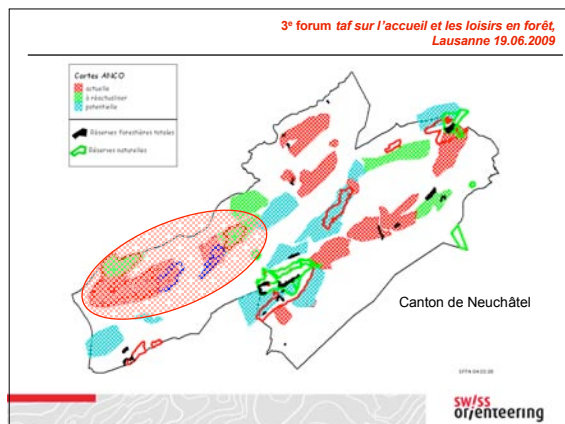 3e forum taf sur l'accueil et les loisirs en forêt,
Lausanne 19.06.2009
Cartes ANCO
actuelle
à réactualiser
potentielle
Réserves forestières totales
Réserves naturelles
Canton de Neuchâtel
swiss
orienteering